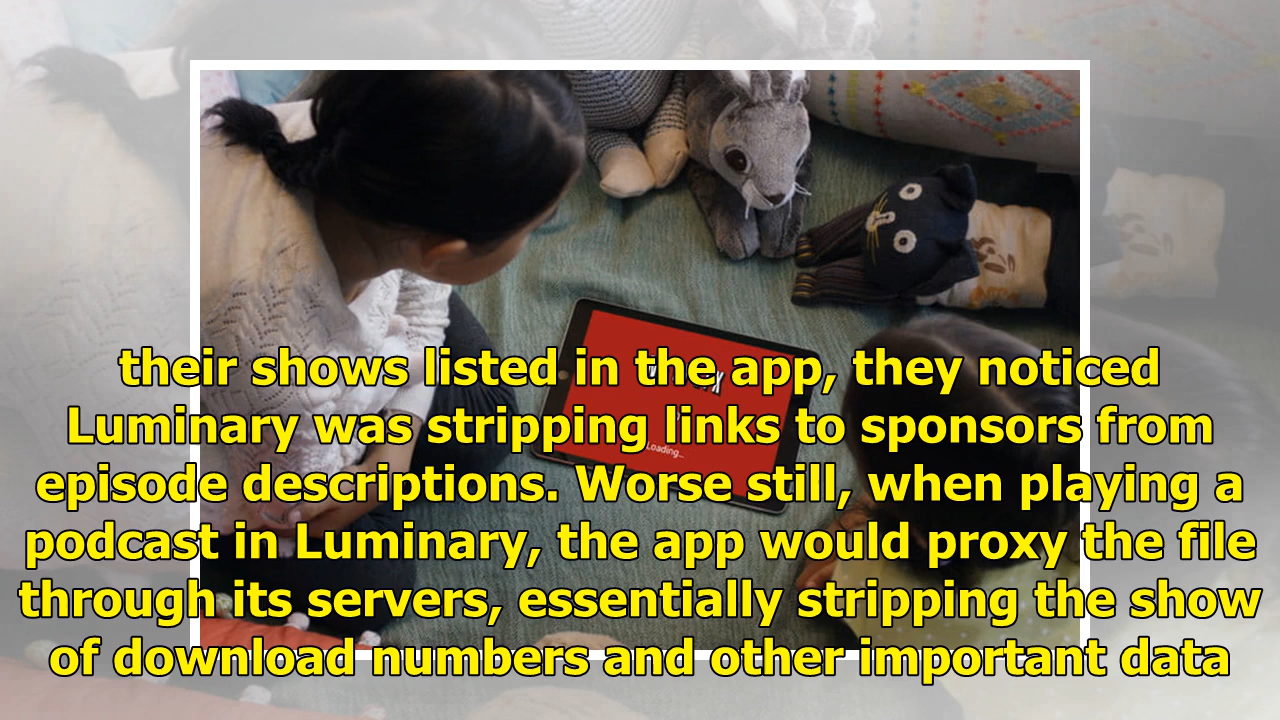 their shows listed in the app, they noticed
Luminary was stripping links to sponsors from
episode descriptions. Worse still, when playing a
podcast in Luminary, the app would proxy the file
through its servers, essentially stripping the show
of download numbers and other important data
Loading...